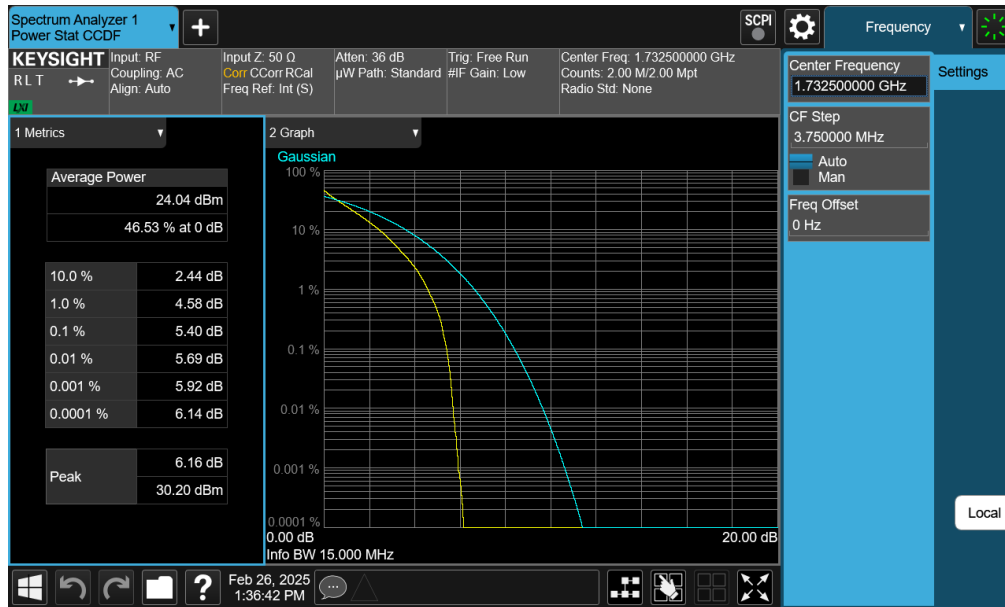 Spectrum Analyzer 1
Power Stat CCDF
SCPI
Frequency
KEYSIGHT
R L T
LXI
Input: RF
Coupling: AC
Align: Auto
Input Z: 50 Ω
Corr CCorr RCal
Freq Ref: Int (S)
Atten: 36 dB
µW Path: Standard
Trig: Free Run
#IF Gain: Low
Center Freq: 1.732500000 GHz
Counts: 2.00 M/2.00 Mpt
Radio Std: None
Center Frequency
1.732500000 GHz
Settings
CF Step
3.750000 MHz
Auto
Man
Freq Offset
0 Hz
Local
1 Metrics
Average Power
24.04 dBm
46.53 % at 0 dB
10.0 % 2.44 dB
1.0 % 4.58 dB
0.1 % 5.40 dB
0.01 % 5.69 dB
0.001 % 5.92 dB
0.0001 % 6.14 dB
Peak
6.16 dB
30.20 dBm
2 Graph
Gaussian
100 %
10 %
1 %
0.1 %
0.01 %
0.001 %
0.0001 %
0.00 dB 20.00 dB
Info BW 15.000 MHz
?
Feb 26, 2025
1:36:42 PM